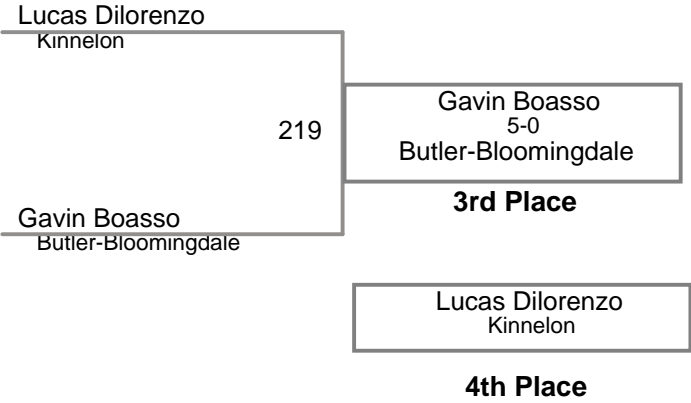 Lucas Dilorenzo
Kinnelon
219
Gavin Boasso
5-0
Butler-Bloomingdale
3rd Place
Gavin Boasso
Butler-Bloomingdale
Lucas Dilorenzo
Kinnelon
4th Place